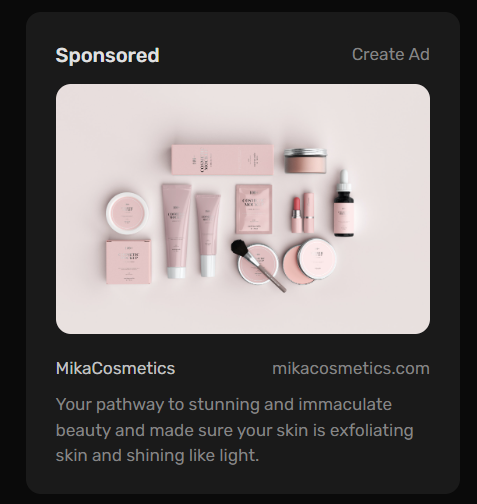 Sponsored
Create Ad
MikaCosmetics
mikacosmetics.com
Your pathway to stunning and immaculate
beauty and made sure your skin is exfoliating
skin and shining like light.